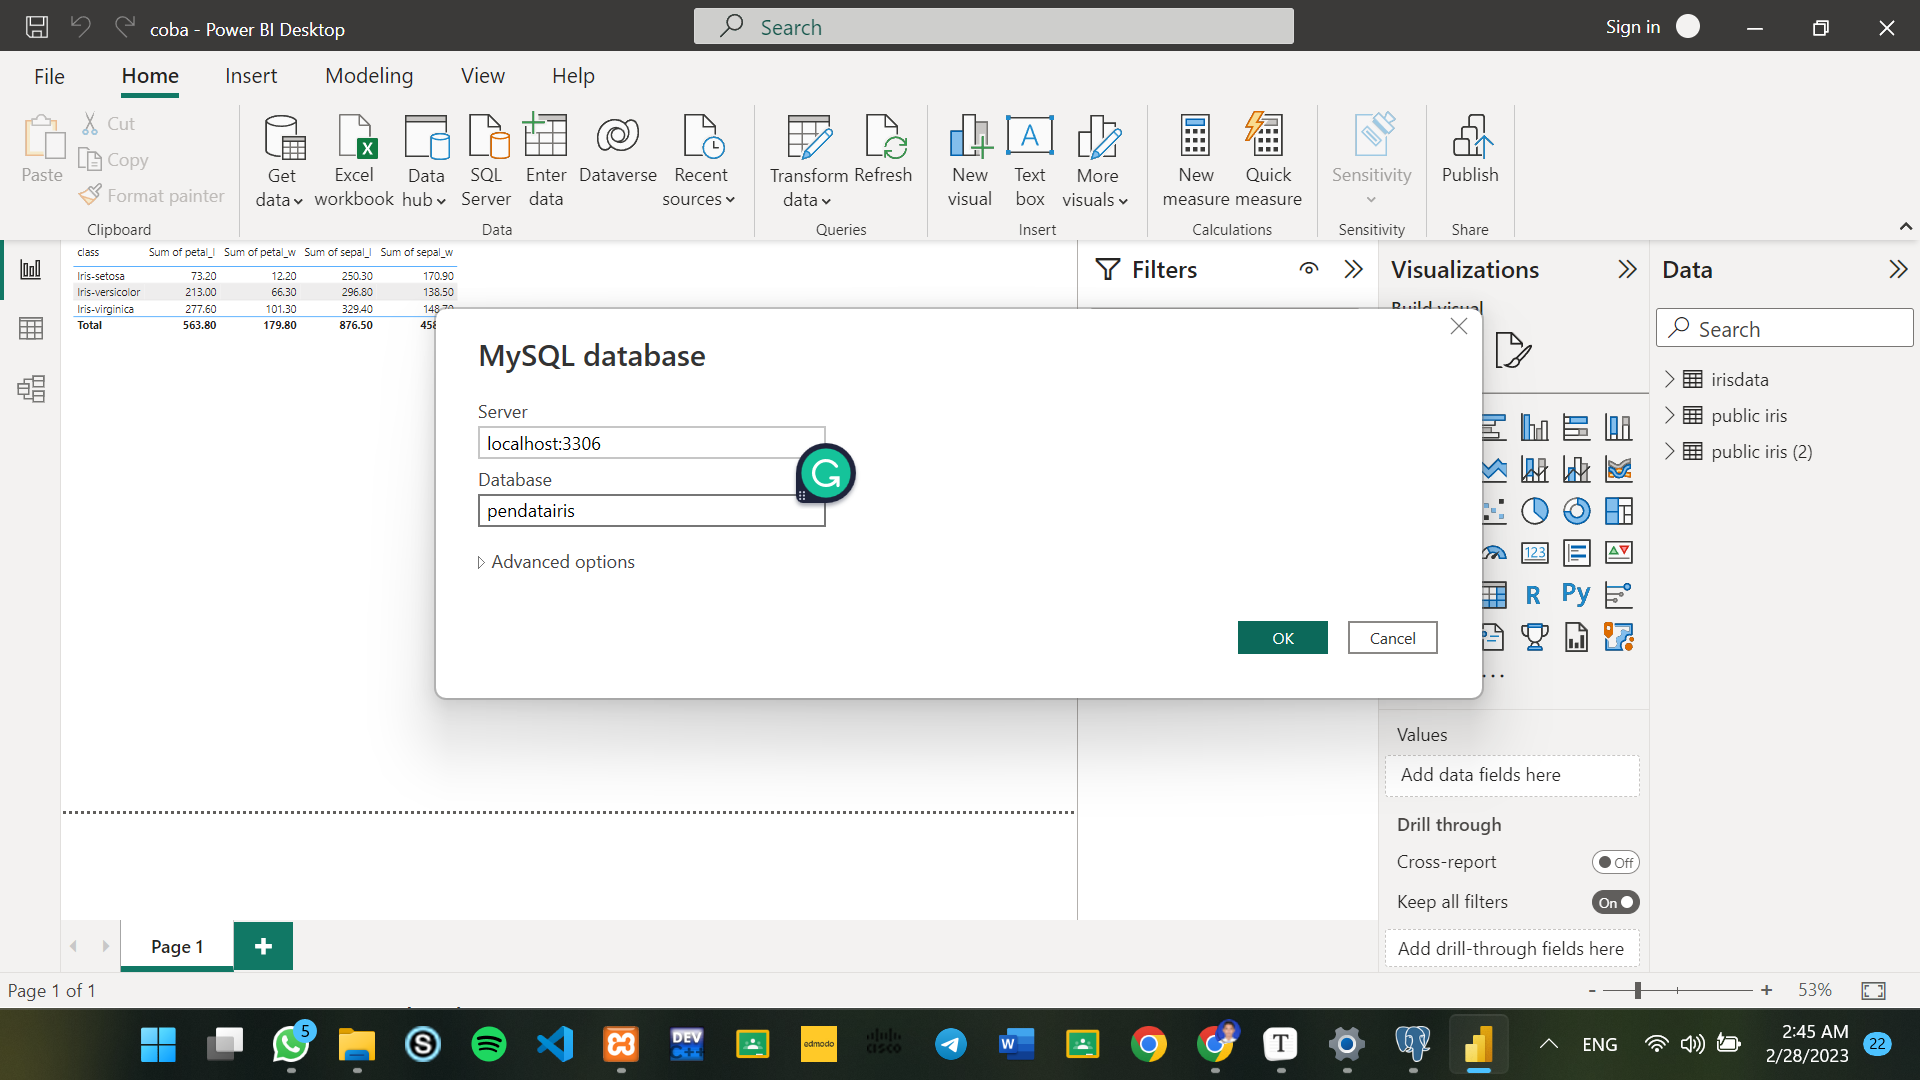 coba - Power BI Desktop
Search
Sign in
File Home Insert Modeling View Help
Paste
Cut
Copy
Format painter
Clipboard
Get data
Excel workbook
Data hub
SQL Server
Enter data
Dataverse
Recent sources
Data
Transform data
Refresh
Queries
New visual
Text box
More visuals
Insert
New measure
Quick measure
Calculations
Sensitivity
Sensitivity
Publish
Share
class Sum of petal_l Sum of petal_w Sum of sepal_l Sum of sepal_w
Iris-setosa 73.20 12.20 250.30 170.90
Iris-versicolor 213.00 66.30 296.80 138.50
Iris-virginica 277.60 101.30 329.40 148.70
Total 563.80 179.80 876.50 458
MySQL database
Server
localhost:3306
Database
pendatairis
Advanced options
OK
Cancel
Filters
Visualizations
Build visual
123
R
Py
...
Values
Add data fields here
Drill through
Cross-report
Off
Keep all filters
On
Add drill-through fields here
Data
Search
irisdata
public iris
public iris (2)
Page 1
Page 1 of 1
- + 53%
5
DEV C++
edmodo
cisco
W
T
ENG
2:45 AM
2/28/2023
22